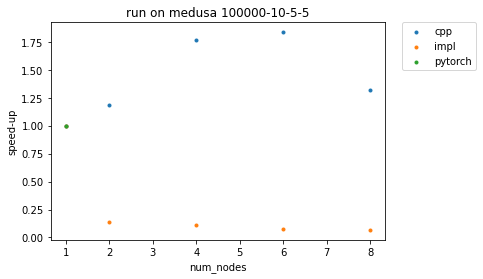 run on medusa 100000-10-5-5
cpp
impl
pytorch
speed-up
1.75
1.50
1.25
1.00
0.75
0.50
0.25
0.00
1 2 3 4 5 6 7 8
num_nodes